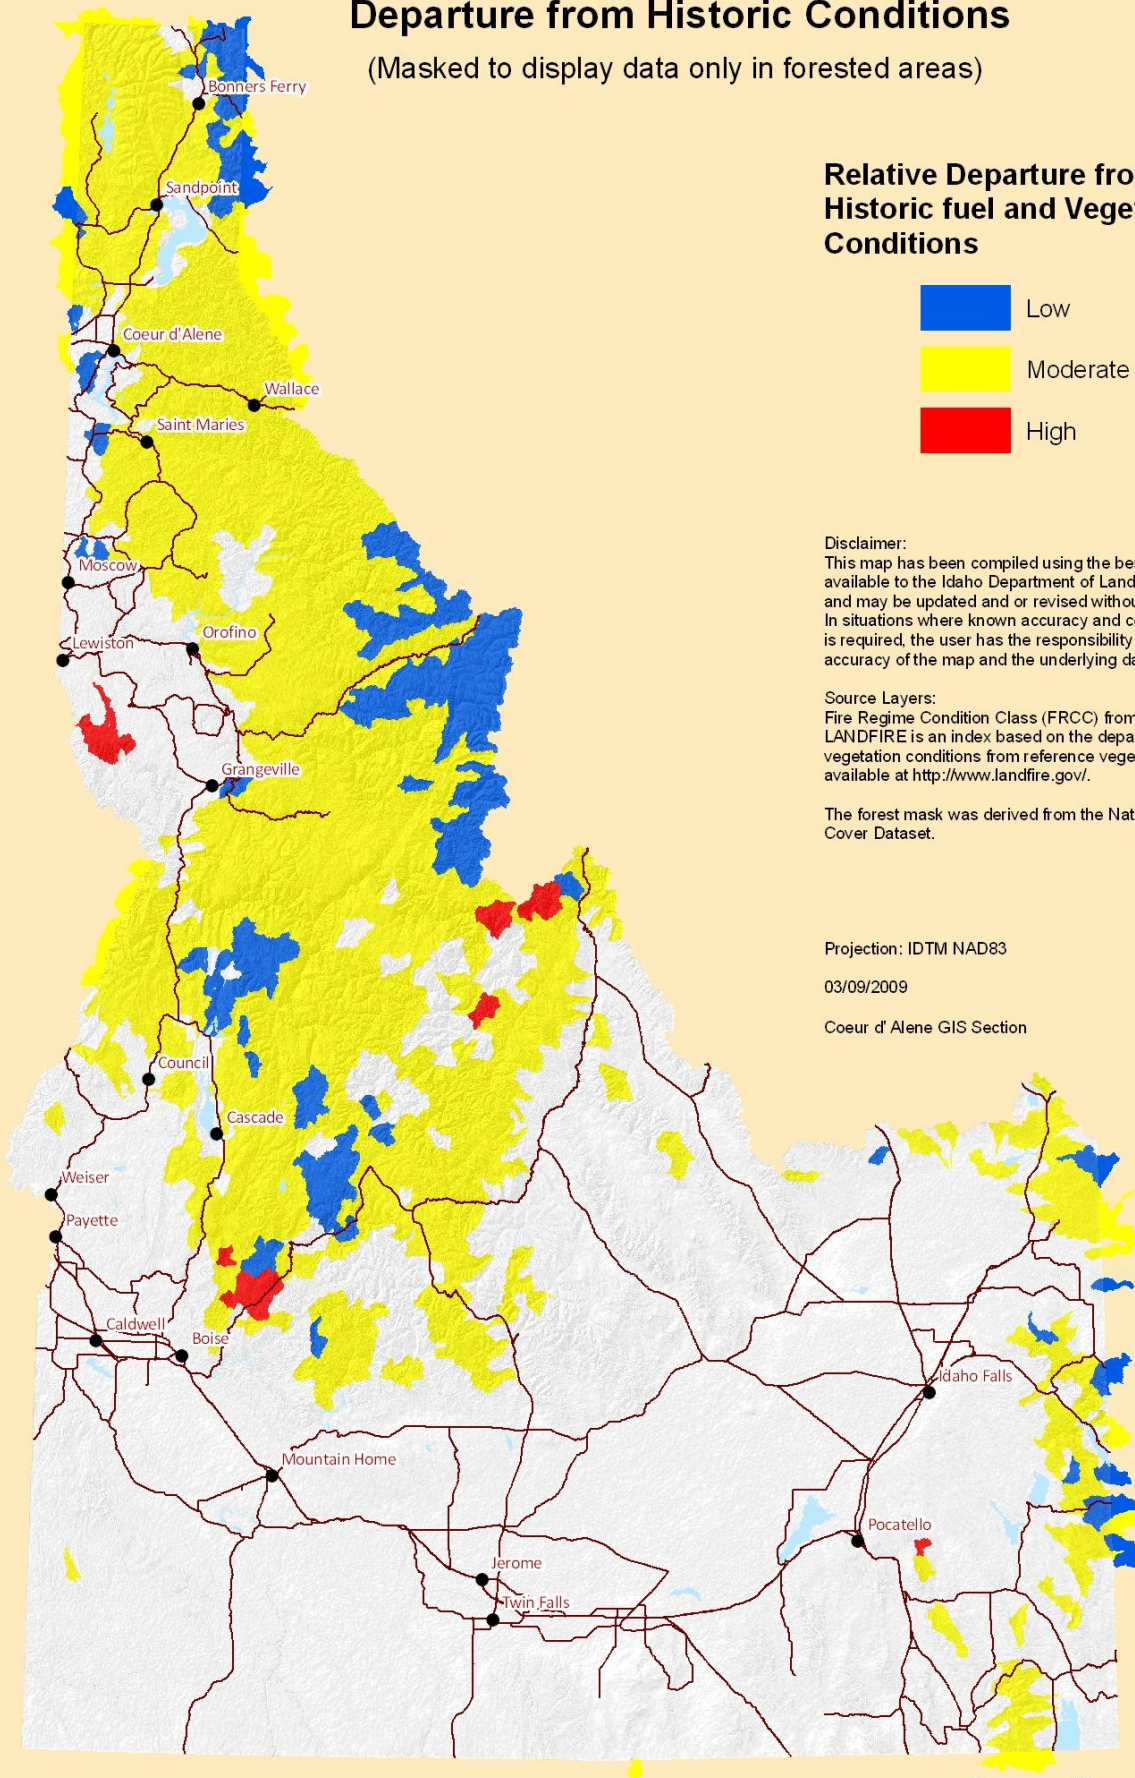 Departure from Historic Conditions
(Masked to display data only in forested areas)
Relative Departure fro
Historic fuel and Vege
Conditions
Low
Moderate
High
Disclaimer:
This map has been compiled using the bes
available to the Idaho Department of Land
and may be updated and or revised withou
In situations where known accuracy and c
is required, the user has the responsibility
accuracy of the map and the underlying da
Source Layers:
Fire Regime Condition Class (FRCC) from
LANDFIRE is an index based on the depa
vegetation conditions from reference vege
available at http://www.landfire.gov/.
The forest mask was derived from the Nat
Cover Dataset.
Projection: IDTM NAD83
03/09/2009
Coeur d' Alene GIS Section
Bonners Ferry
Sandpoint
Coeur d'Alene
Wallace
Saint Maries
Moscow
Orofino
Lewiston
Grangeville
Council
Cascade
Weiser
Payette
Caldwell
Boise
Idaho Falls
Mountain Home
Pocatello
Jerome
Twin Falls